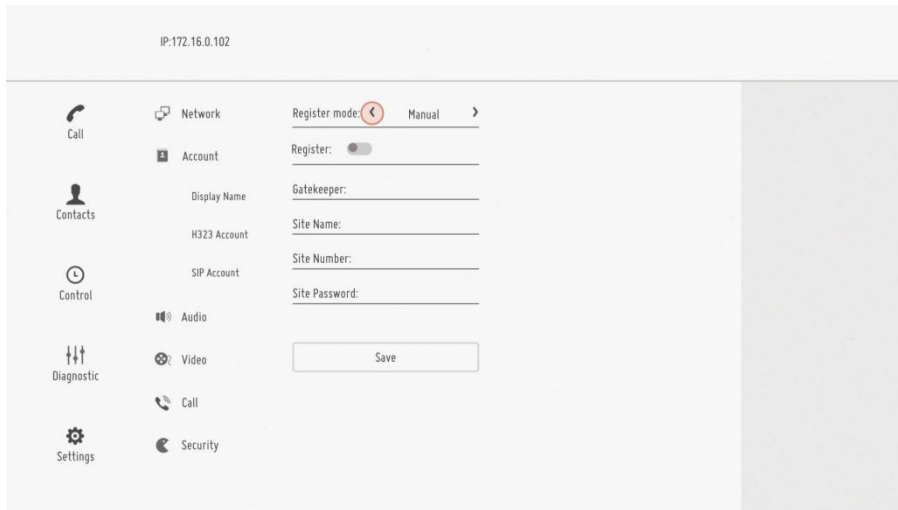 IP:172.16.0.102
Call
Contacts
Control
Diagnostic
Settings
Network
Account
Display Name
H323 Account
SIP Account
Audio
Video
Call
Security
Register mode: Manual
Register:
Gatekeeper:
Site Name:
Site Number:
Site Password:
Save